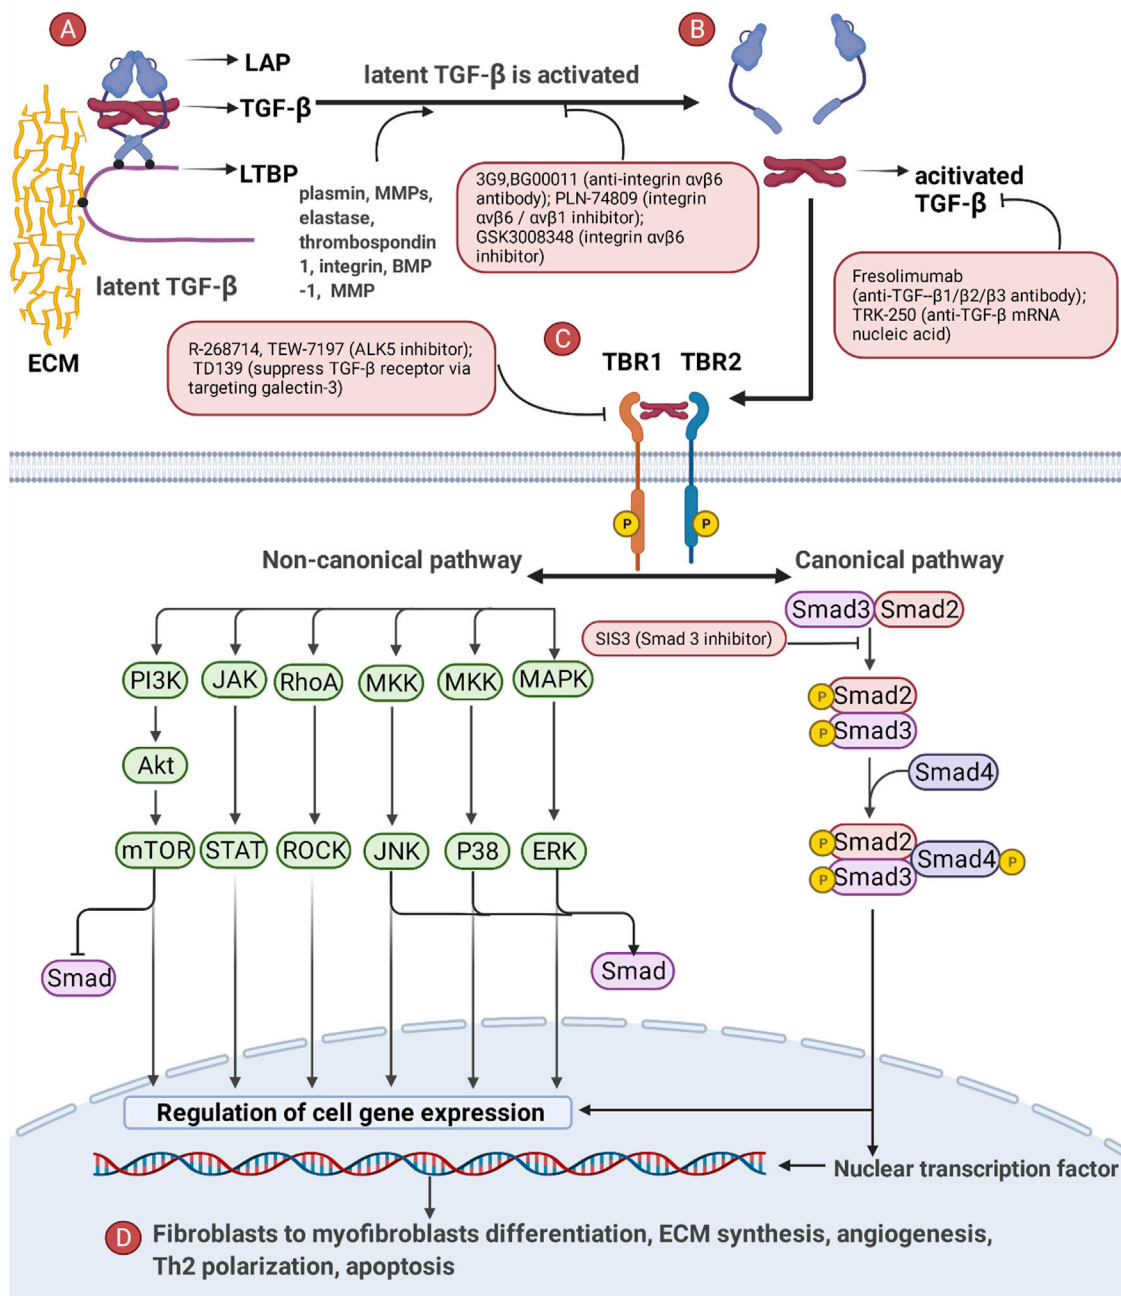 A
LAP
TGF-β
LTBP
latent TGF-β
ECM
latent TGF-β is activated
plasmin, MMPs,
elastase,
thrombospondin
1, integrin, BMP
-1, MMP
3G9,BG00011 (anti-integrin αvβ6
antibody); PLN-74809 (integrin
αvβ6 / αvβ1 inhibitor);
GSK3008348 (integrin αvβ6
inhibitor)
B
acitivated
TGF-β
Fresolimumab
(anti-TGF--β1/β2/β3 antibody);
TRK-250 (anti-TGF-β mRNA
nucleic acid)
R-268714, TEW-7197 (ALK5 inhibitor);
TD139 (suppress TGF-β receptor via
targeting galectin-3)
C
TBR1 TBR2
P P
Non-canonical pathway
Canonical pathway
Smad3 Smad2
SIS3 (Smad 3 inhibitor)
PI3K JAK RhoA MKK MKK MAPK
P Smad2
P Smad3
Akt
Smad4
mTOR STAT ROCK JNK P38 ERK
P Smad2
P Smad3
Smad4 P
Smad
Smad
Regulation of cell gene expression
Nuclear transcription factor
D
Fibroblasts to myofibroblasts differentiation, ECM synthesis, angiogenesis,
Th2 polarization, apoptosis